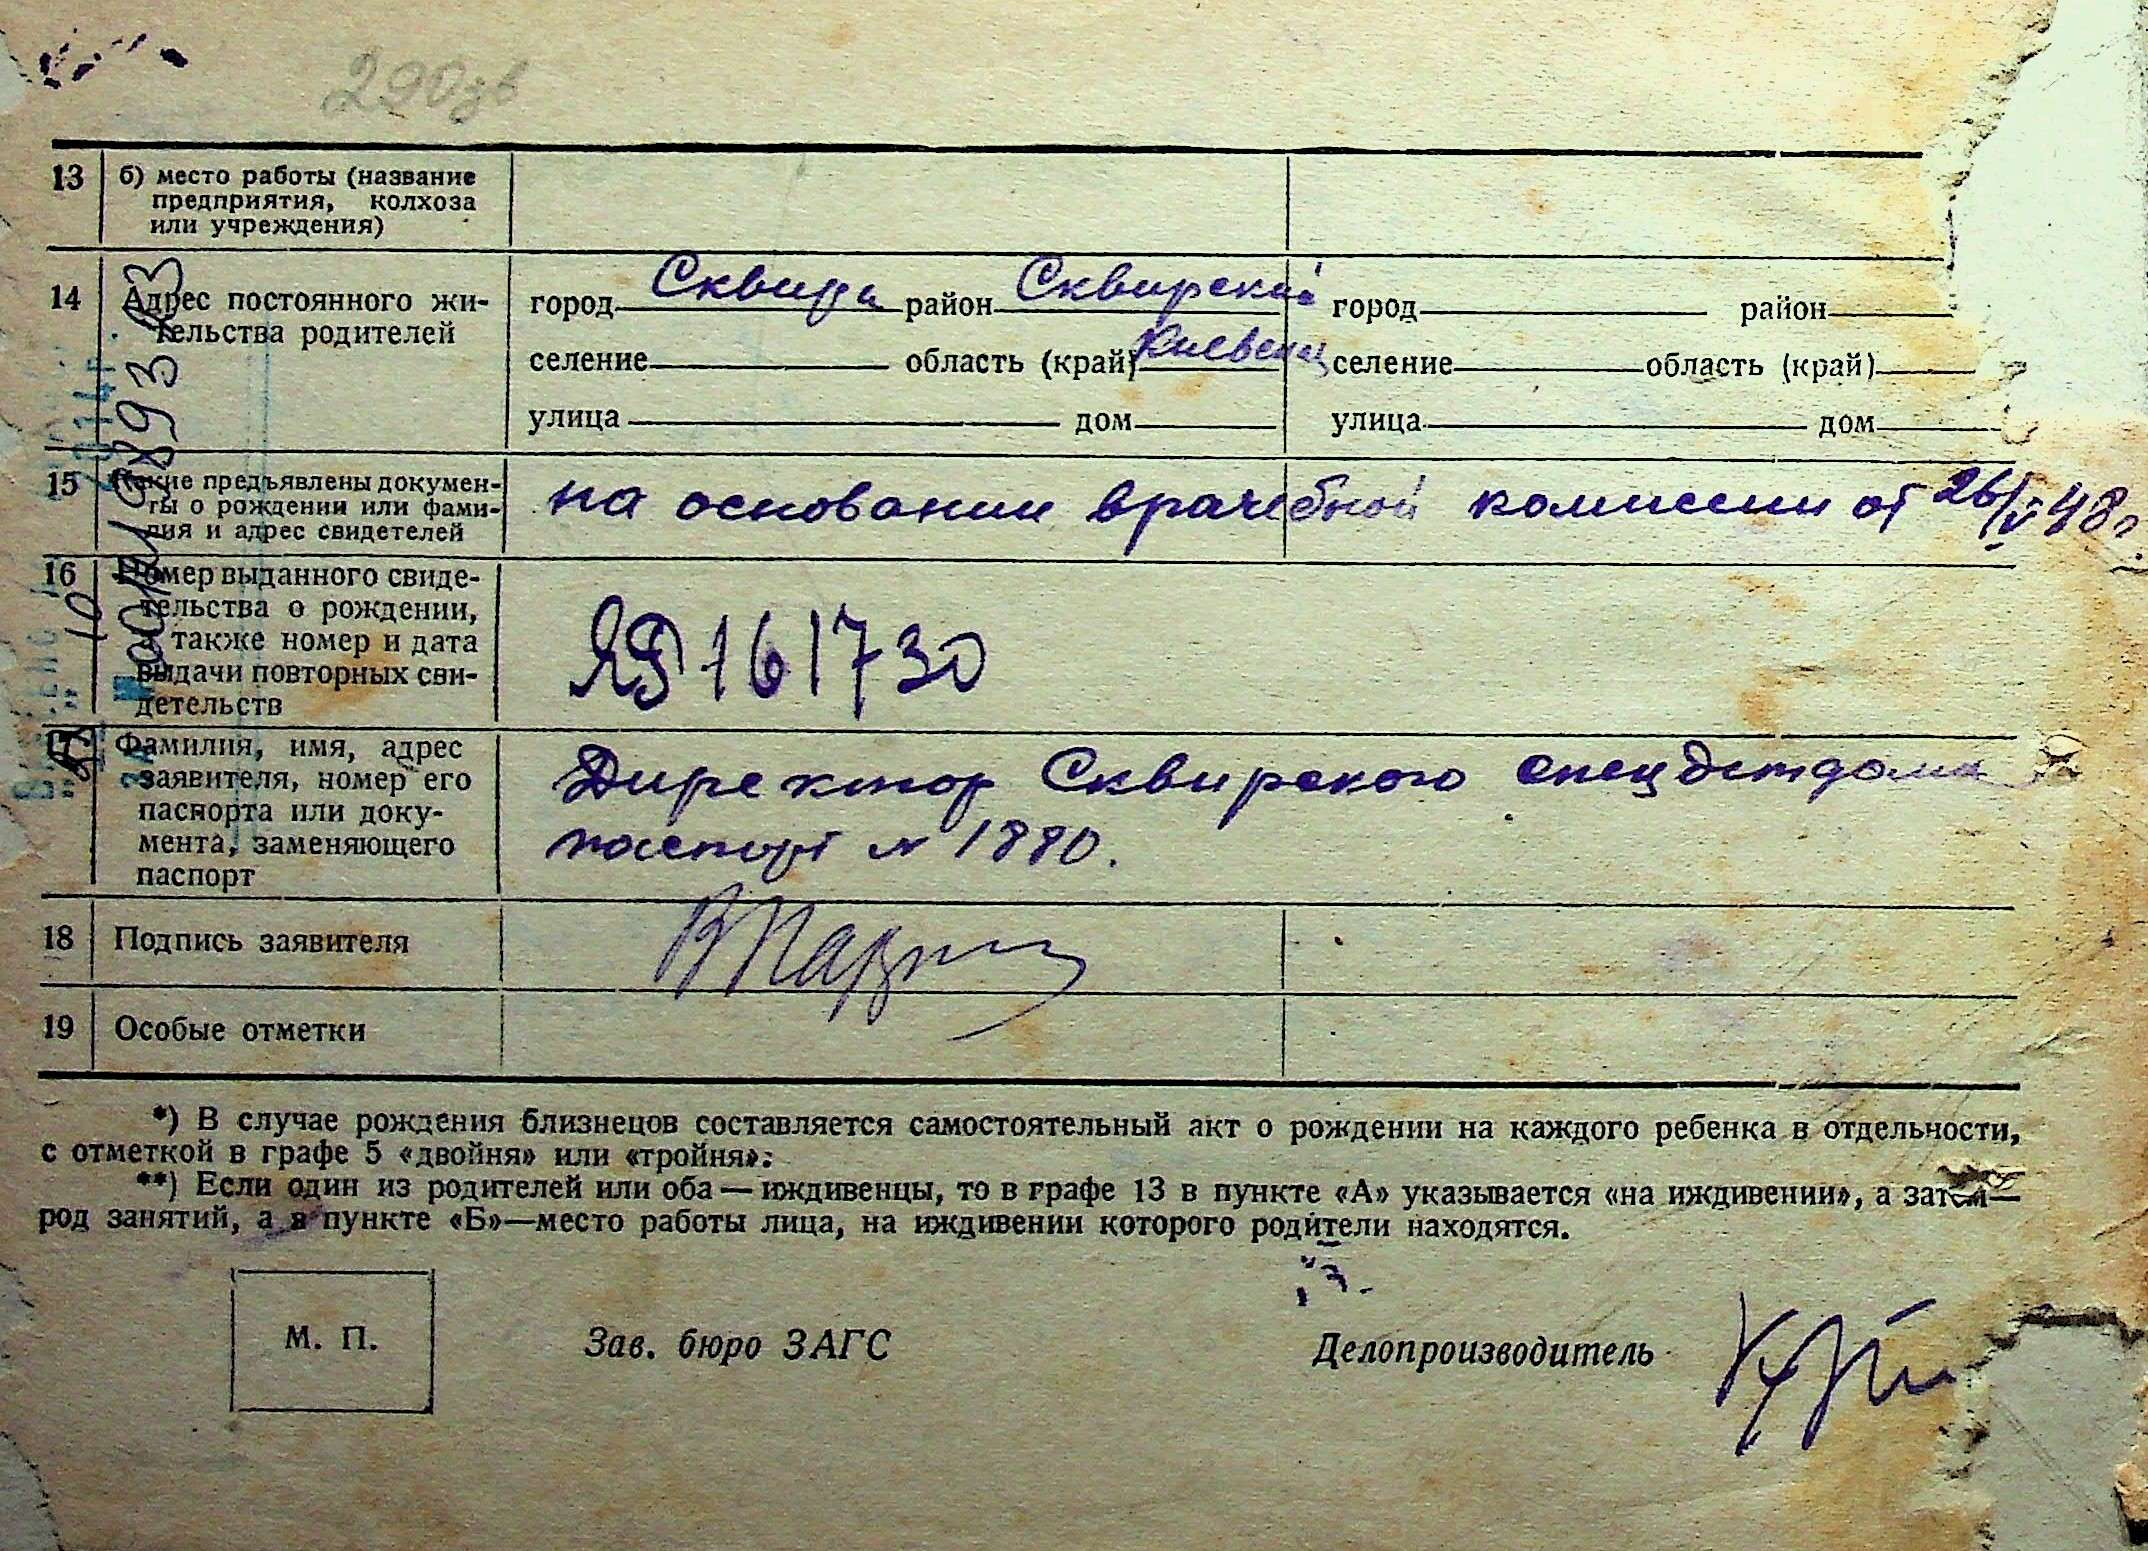 290зв
13 б) место работы (название
предприятия, колхоза
или учреждения)
14 Адрес постоянного жи-
тельства родителей
город Сквира район Сквирский город район
селение область (край) Киевская селение область (край)
улица дом улица дом
15 Какие предъявлены докумен-
ты о рождении или фами-
лия и адрес свидетелей
на основании врачебной комиссии от 26/V 48г.
16 Номер выданного свиде-
тельства о рождении,
а также номер и дата
выдачи повторных сви-
детельств
161730
Фамилия, имя, адрес
заявителя, номер его
паспорта или доку-
мента, заменяющего
паспорт
Директор Сквирского спецдетдома
паспорт № 1880.
18 Подпись заявителя
19 Особые отметки
*) В случае рождения близнецов составляется самостоятельный акт о рождении на каждого ребенка в отдельности,
с отметкой в графе 5 «двойня» или «тройня».
**) Если один из родителей или оба — иждивенцы, то в графе 13 в пункте «А» указывается «на иждивении», а затем—
род занятий, а в пункте «Б»—место работы лица, на иждивении которого родители находятся.
М. П.
Зав. бюро ЗАГС
Делопроизводитель